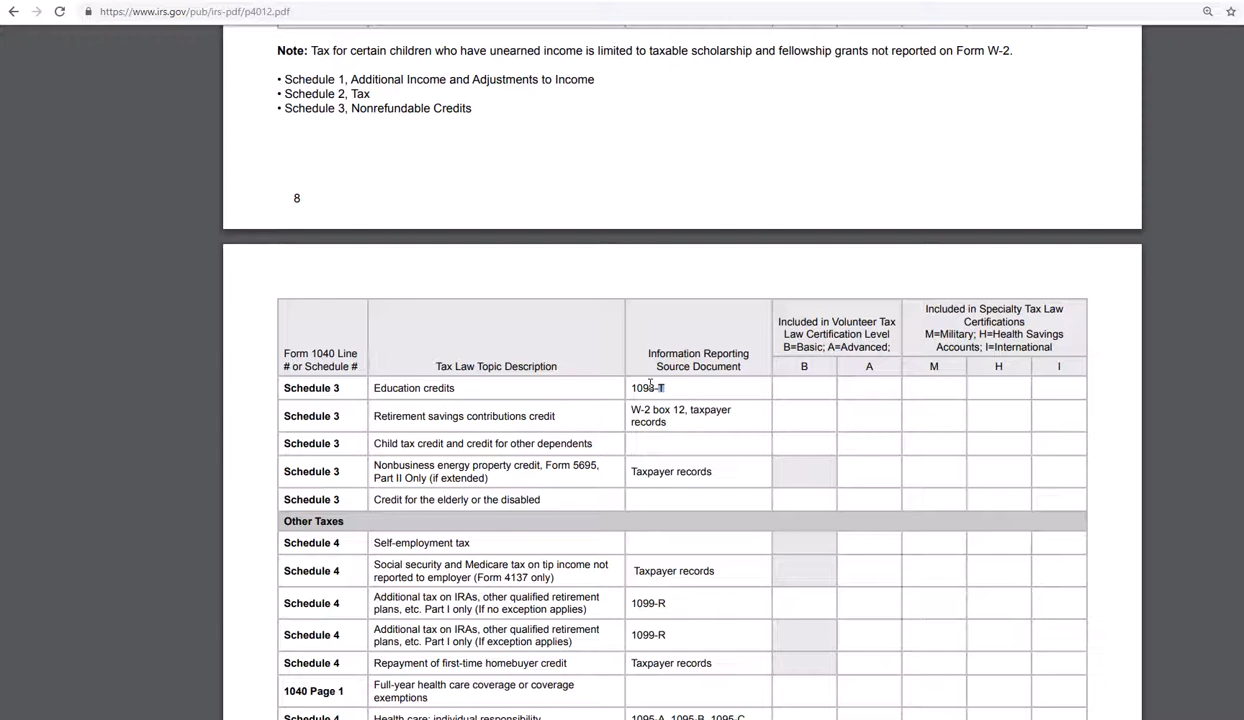 https://www.irs.gov/pub/irs-pdf/p4012.pdf
Note: Tax for certain children who have unearned income is limited to taxable scholarship and fellowship grants not reported on Form W-2.
• Schedule 1, Additional Income and Adjustments to Income
• Schedule 2, Tax
• Schedule 3, Nonrefundable Credits
8
Form 1040 Line
# or Schedule #
Tax Law Topic Description
Information Reporting
Source Document
Included in Volunteer Tax
Law Certification Level
B=Basic; A=Advanced;
Included in Specialty Tax Law
Certifications
M=Military; H=Health Savings
Accounts; I=International
B A M H I
Schedule 3 Education credits 1098-T
Schedule 3 Retirement savings contributions credit W-2 box 12, taxpayer
records
Schedule 3 Child tax credit and credit for other dependents
Schedule 3 Nonbusiness energy property credit, Form 5695,
Part II Only (if extended) Taxpayer records
Schedule 3 Credit for the elderly or the disabled
Other Taxes
Schedule 4 Self-employment tax
Schedule 4 Social security and Medicare tax on tip income not
reported to employer (Form 4137 only) Taxpayer records
Schedule 4 Additional tax on IRAs, other qualified retirement
plans, etc. Part I only (If no exception applies) 1099-R
Schedule 4 Additional tax on IRAs, other qualified retirement
plans, etc. Part I only (If exception applies) 1099-R
Schedule 4 Repayment of first-time homebuyer credit Taxpayer records
1040 Page 1 Full-year health care coverage or coverage
exemptions
Schedule 4 Health care: individual responsibility 1095-A, 1095-B, 1095-C